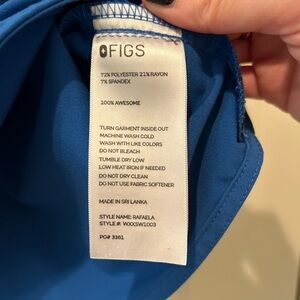 FIGS
72% POLYESTER 21% RAYON
7% SPANDEX
100% AWESOME
TURN GARMENT INSIDE OUT
MACHINE WASH COLD
WASH WITH LIKE COLORS
DO NOT BLEACH
TUMBLE DRY LOW
LOW HEAT IRON IF NEEDED
DO NOT DRY CLEAN
DO NOT USE FABRIC SOFTENER
MADE IN SRI LANKA
STYLE NAME: RAFAELA
STYLE #: WXXSW1003
PO# 3361